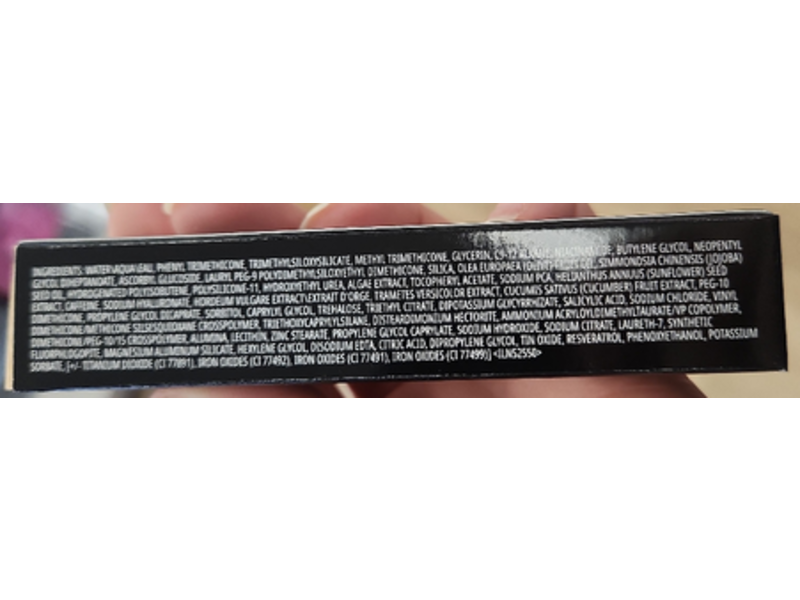 INGREDIENTS: WATER\AQUA\EAU, PHENYL TRIMETHICONE, TRIMETHYLSILOXYSILICATE, METHYL TRIMETHICONE, GLYCERIN, C9-12 ALKANE, NIACINAMIDE, BUTYLENE GLYCOL, NEOPENTYL
GLYCOL DIHEPTANOATE, ASCORBYL GLUCOSIDE, LAURYL PEG-9 POLYDIMETHYLSILOXYETHYL DIMETHICONE, SILICA, OLEA EUROPAEA SIMMONDSIA CHINENSIS (JOJOBA)
SEED OIL, HYDROGENATED POLYISOBUTENE, POLYSILICONE-11, HYDROXYETHYL UREA, ALGAE EXTRACT, TOCOPHERYL ACETATE, SODIUM PCA, HELIANTHUS ANNUUS (SUNFLOWER) SEED
EXTRACT, CAFFEINE, SODIUM HYALURONATE, HORDEUM VULGARE EXTRACT\EXTRAIT D'ORGE, TRAMETES VERSICOLOR EXTRACT, CUCUMIS SATIVUS (CUCUMBER) FRUIT EXTRACT, PEG-10
DIMETHICONE, PROPYLENE GLYCOL DICAPRATE, SORBITOL, CAPRYLYL GLYCOL, TREHALOSE, TRIETHYL CITRATE, DIPOTASSIUM GLYCYRRHIZATE, SALICYLIC ACID, SODIUM CHLORIDE, VINYL
DIMETHICONE/METHICONE SILSESQUIOXANE CROSSPOLYMER, TRIETHOXYCAPRYLYLSILANE, DISTEARDIMONIUM HECTORITE, AMMONIUM ACRYLOYLDIMETHYLTAURATE/VP COPOLYMER,
DIMETHICONE/PEG-10/15 CROSSPOLYMER, ALUMINA, LECITHIN, ZINC STEARATE, PROPYLENE GLYCOL CAPRYLATE, SODIUM HYDROXIDE, SODIUM CITRATE, LAURETH-7, SYNTHETIC
FLUORPHLOGOPITE, MAGNESIUM ALUMINUM SILICATE, HEXYLENE GLYCOL, DISODIUM EDTA, CITRIC ACID, DIPROPYLENE GLYCOL, TIN OXIDE, RESVERATROL, PHENOXYETHANOL, POTASSIUM
SORBATE, [+/- TITANIUM DIOXIDE (CI 77891), IRON OXIDES (CI 77492), IRON OXIDES (CI 77491), IRON OXIDES (CI 77499)] <ILN52550>